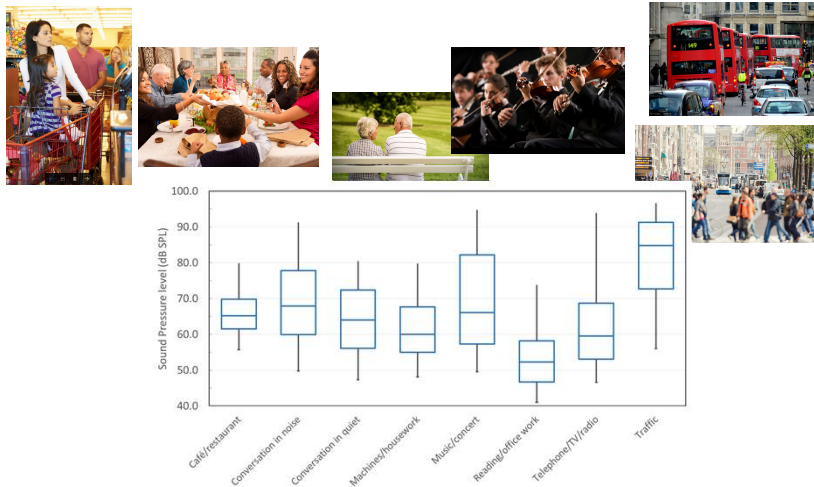 149
100.0
90.0
80.0
70.0
60.0
50.0
40.0
Sound Pressure level (dB SPL)
Café/restaurant
Conversation in noise
Conversation in quiet
Machines/housework
Music/concert
Reading/office work
Telephone/TV/radio
Traffic